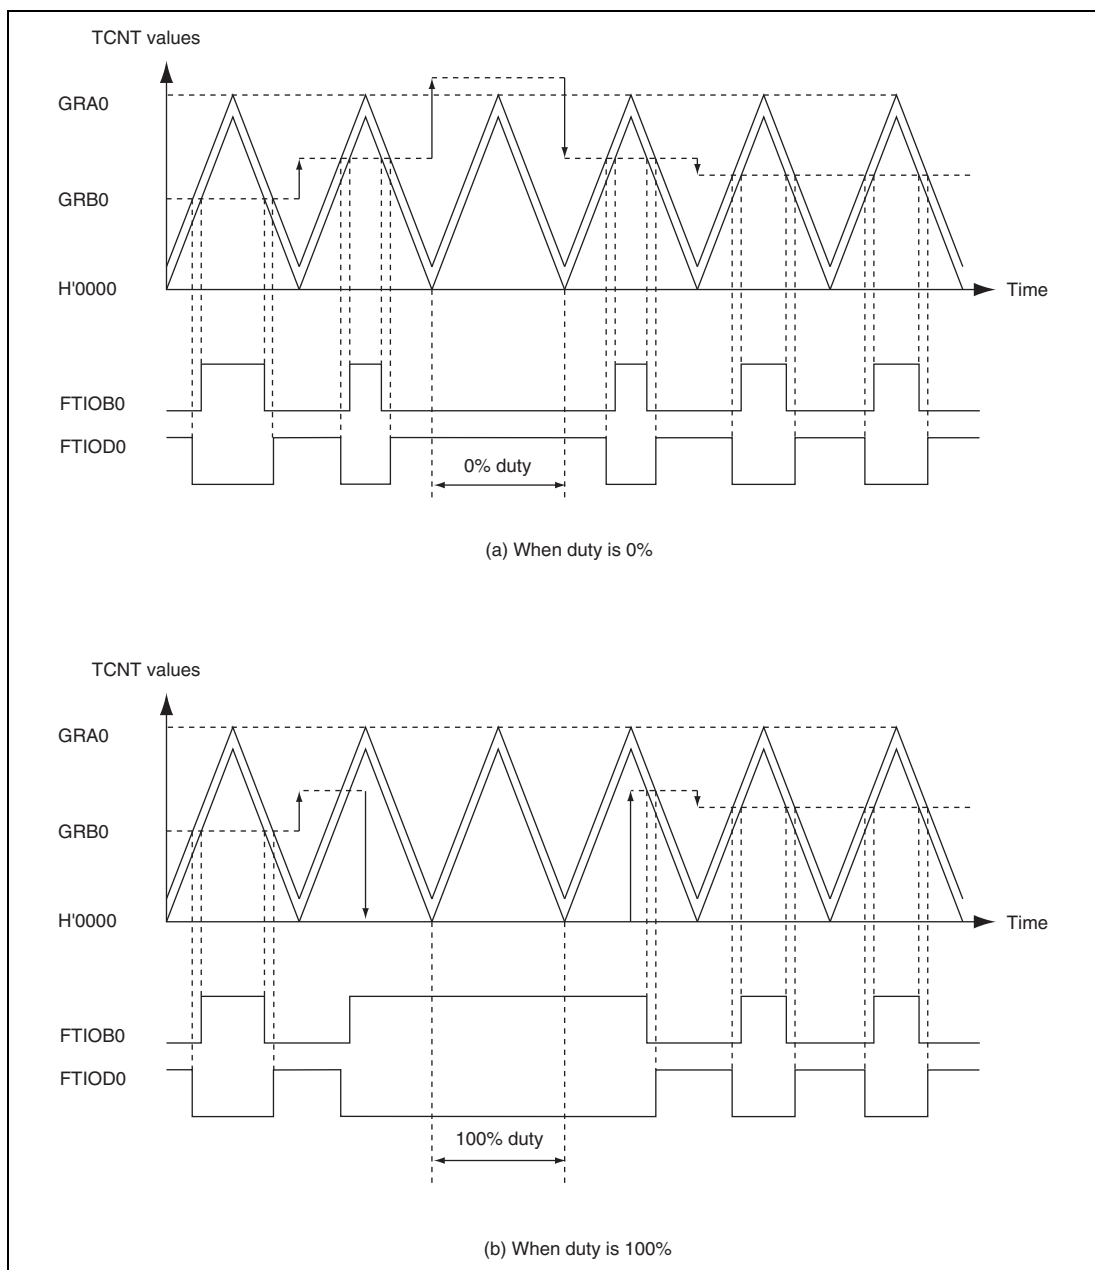 TCNT values
GRA0
GRB0
H'0000
Time
FTIOB0
FTIOD0
0% duty
(a) When duty is 0%
TCNT values
GRA0
GRB0
H'0000
Time
FTIOB0
FTIOD0
100% duty
(b) When duty is 100%